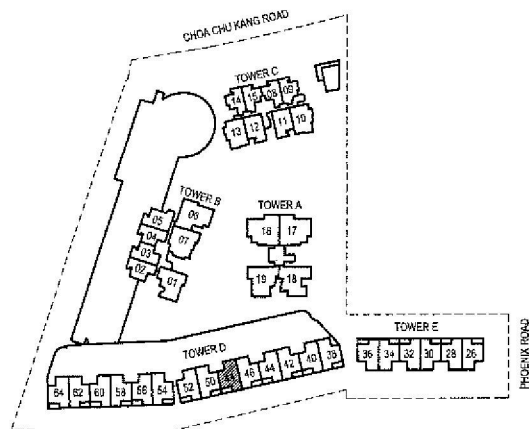 CHOA CHU KANG ROAD
TOWER C
14 15 08 09
13 12 11 10
TOWER B
06
05
07
04
03
02
01
TOWER A
16 17
19 18
TOWER D
64 62 60 58 56 54 52 50 46 44 42 40 38
TOWER E
36 34 32 30 28 26
PHOENIX ROAD